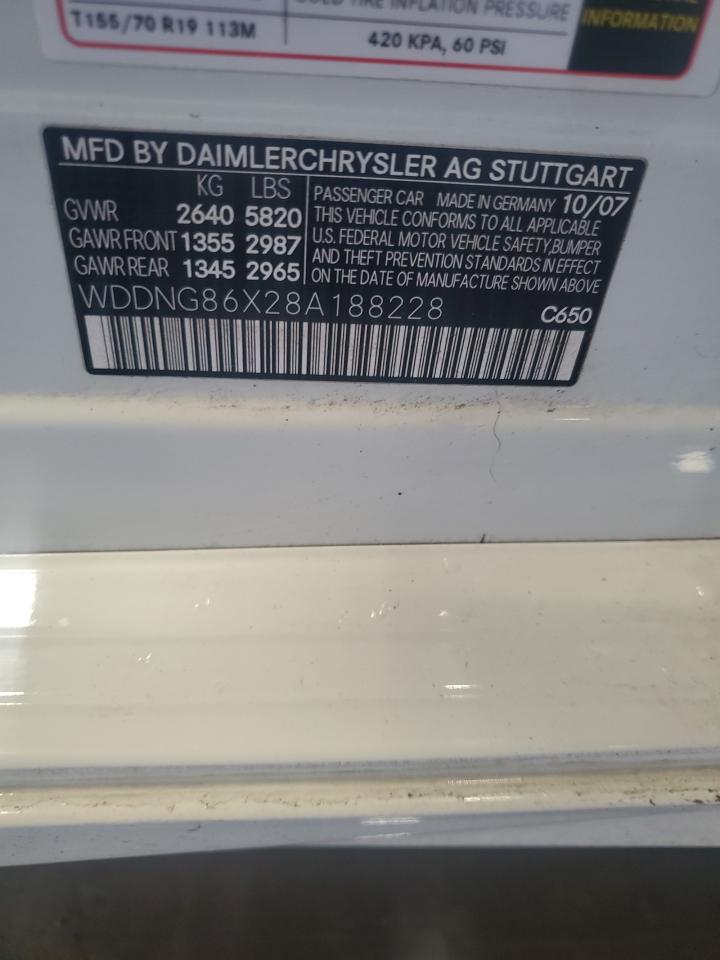 COLD TIRE INFLATION PRESSURE
T155/70 R19 113M
420 KPA, 60 PSI
INFORMATION
MFD BY DAIMLERCHRYSLER AG STUTTGART
KG LBS
GVWR 2640 5820
GAWR FRONT 1355 2987
GAWR REAR 1345 2965
PASSENGER CAR MADE IN GERMANY 10/07
THIS VEHICLE CONFORMS TO ALL APPLICABLE
U.S. FEDERAL MOTOR VEHICLE SAFETY,BUMPER
AND THEFT PREVENTION STANDARDS IN EFFECT
ON THE DATE OF MANUFACTURE SHOWN ABOVE
WDDNG86X28A188228
C650